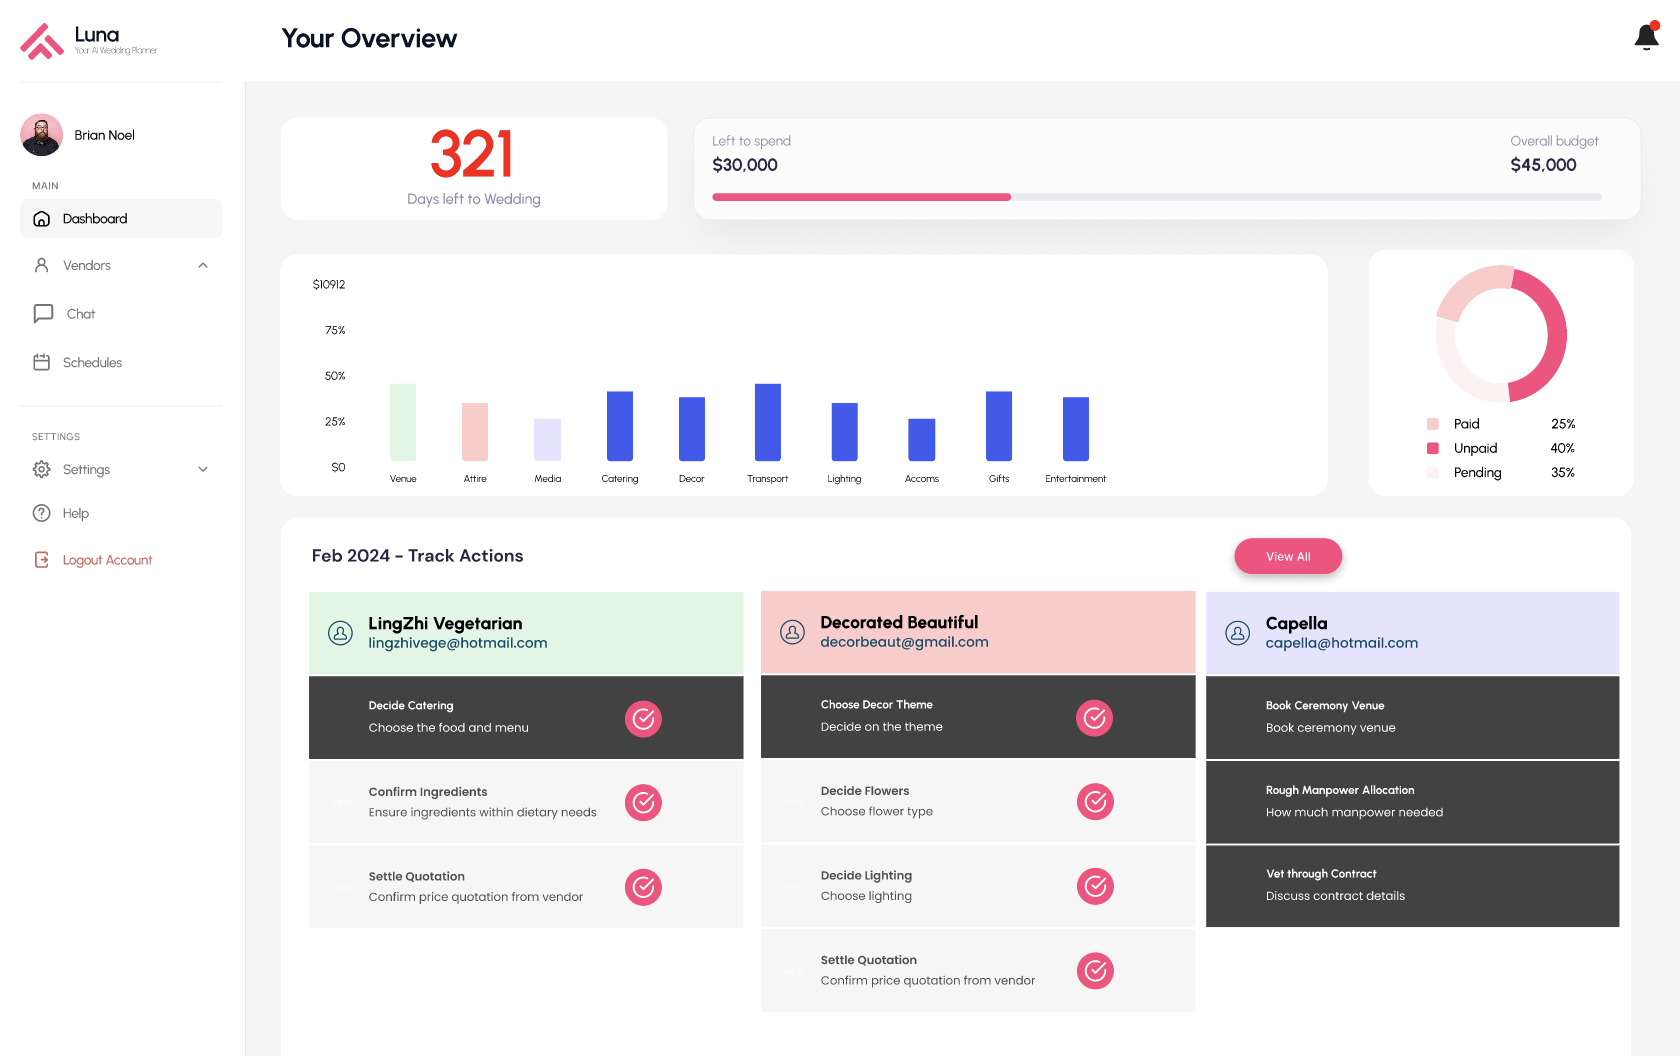 Luna
Your AI Wedding Planner
Your Overview
Brian Noel
MAIN
Dashboard
Vendors
Chat
Schedules
SETTINGS
Settings
Help
Logout Account
321
Days left to Wedding
Left to spend
$30,000
Overall budget
$45,000
$10912
75%
50%
25%
$0
Venue
Attire
Media
Catering
Decor
Transport
Lighting
Accoms
Gifts
Entertainment
Paid 25%
Unpaid 40%
Pending 35%
Feb 2024 - Track Actions
View All
LingZhi Vegetarian
lingzhivege@hotmail.com
Decide Catering
Choose the food and menu
Confirm Ingredients
Ensure ingredients within dietary needs
Settle Quotation
Confirm price quotation from vendor
Decorated Beautiful
decorbeaut@gmail.com
Choose Decor Theme
Decide on the theme
Decide Flowers
Choose flower type
Decide Lighting
Choose lighting
Settle Quotation
Confirm price quotation from vendor
Capella
capella@hotmail.com
Book Ceremony Venue
Book ceremony venue
Rough Manpower Allocation
How much manpower needed
Vet through Contract
Discuss contract details